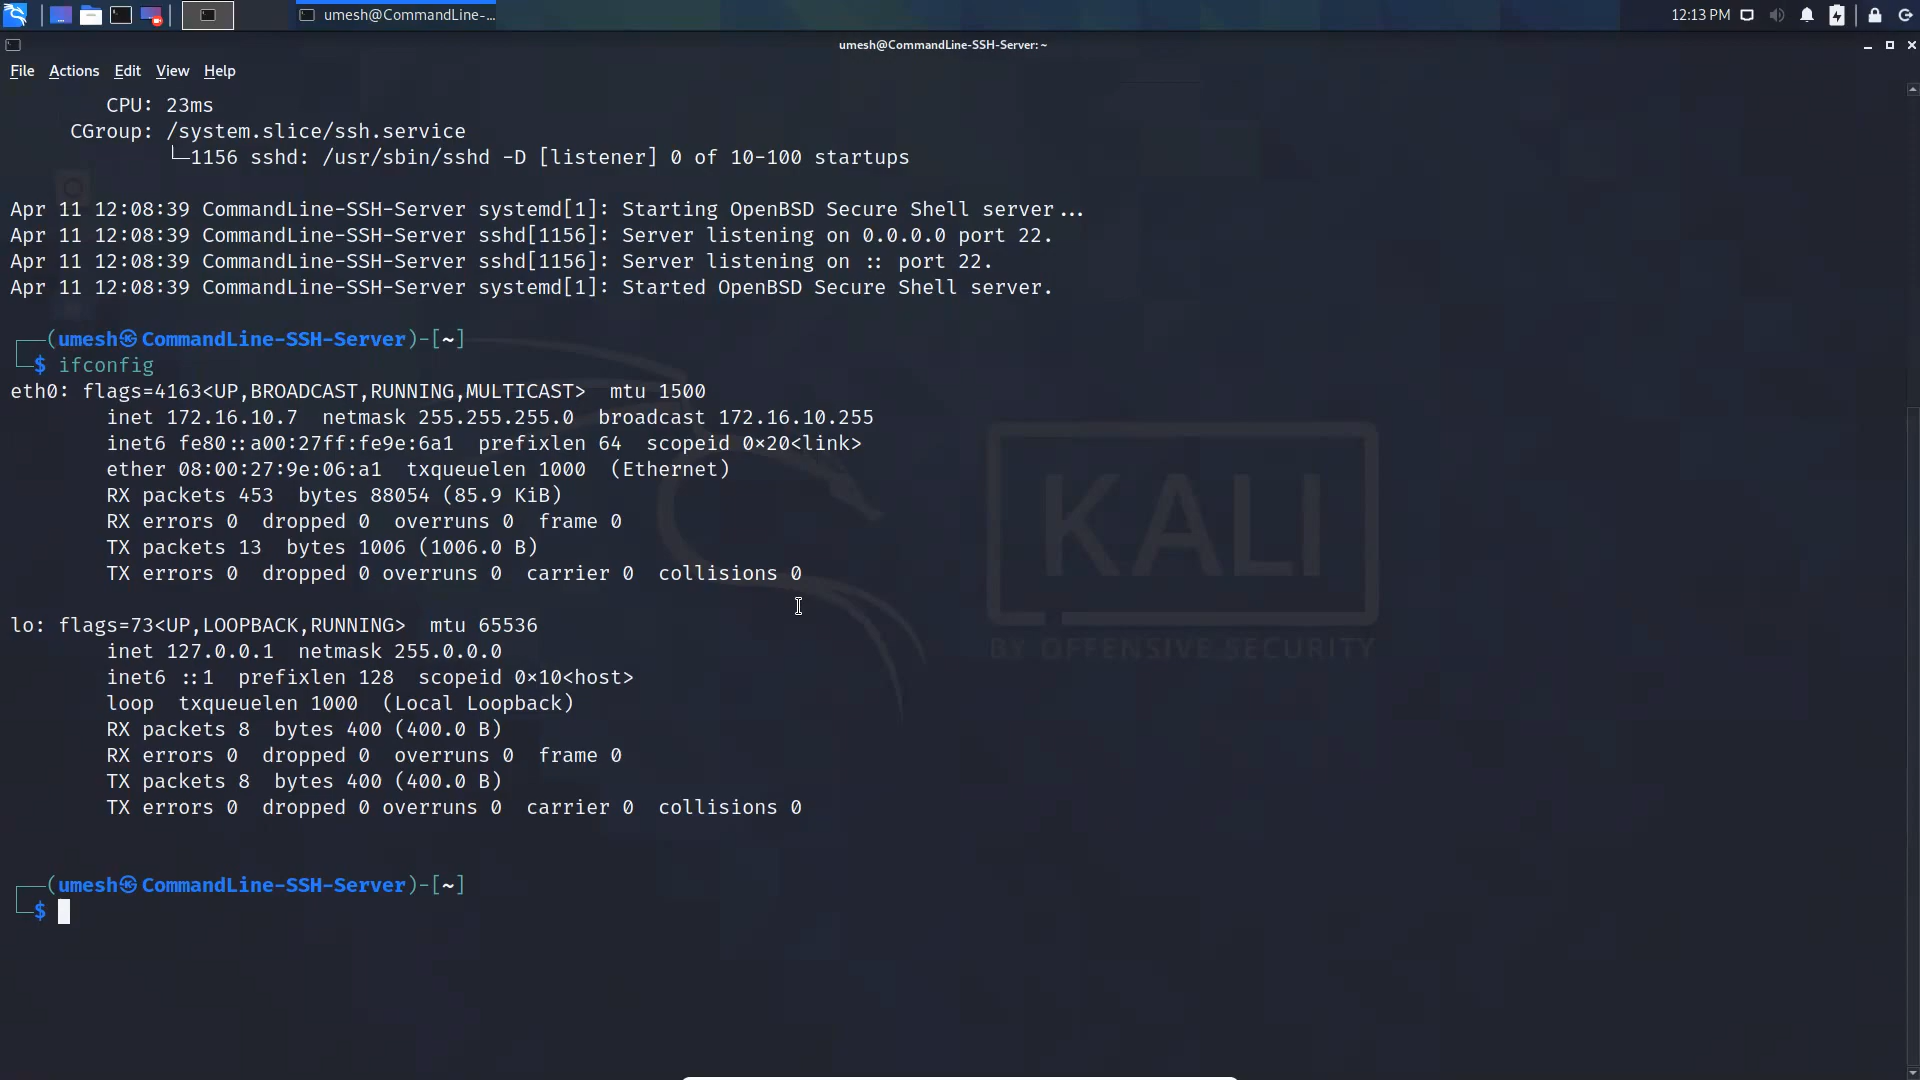 umesh@CommandLine-...
12:13 PM
umesh@CommandLine-SSH-Server: ~
File Actions Edit View Help
CPU: 23ms
CGroup: /system.slice/ssh.service
└─1156 sshd: /usr/sbin/sshd -D [listener] 0 of 10-100 startups
Apr 11 12:08:39 CommandLine-SSH-Server systemd[1]: Starting OpenBSD Secure Shell server...
Apr 11 12:08:39 CommandLine-SSH-Server sshd[1156]: Server listening on 0.0.0.0 port 22.
Apr 11 12:08:39 CommandLine-SSH-Server sshd[1156]: Server listening on :: port 22.
Apr 11 12:08:39 CommandLine-SSH-Server systemd[1]: Started OpenBSD Secure Shell server.
┌──(umesh㉿CommandLine-SSH-Server)-[~]
└─$ ifconfig
eth0: flags=4163<UP,BROADCAST,RUNNING,MULTICAST>  mtu 1500
inet 172.16.10.7  netmask 255.255.255.0  broadcast 172.16.10.255
inet6 fe80::a00:27ff:fe9e:6a1  prefixlen 64  scopeid 0x20<link>
ether 08:00:27:9e:06:a1  txqueuelen 1000  (Ethernet)
RX packets 453  bytes 88054 (85.9 KiB)
RX errors 0  dropped 0  overruns 0  frame 0
TX packets 13  bytes 1006 (1006.0 B)
TX errors 0  dropped 0 overruns 0  carrier 0  collisions 0
lo: flags=73<UP,LOOPBACK,RUNNING>  mtu 65536
inet 127.0.0.1  netmask 255.0.0.0
inet6 ::1  prefixlen 128  scopeid 0x10<host>
loop  txqueuelen 1000  (Local Loopback)
RX packets 8  bytes 400 (400.0 B)
RX errors 0  dropped 0  overruns 0  frame 0
TX packets 8  bytes 400 (400.0 B)
TX errors 0  dropped 0 overruns 0  carrier 0  collisions 0
┌──(umesh㉿CommandLine-SSH-Server)-[~]
└─$
KALI
BY OFFENSIVE SECURITY